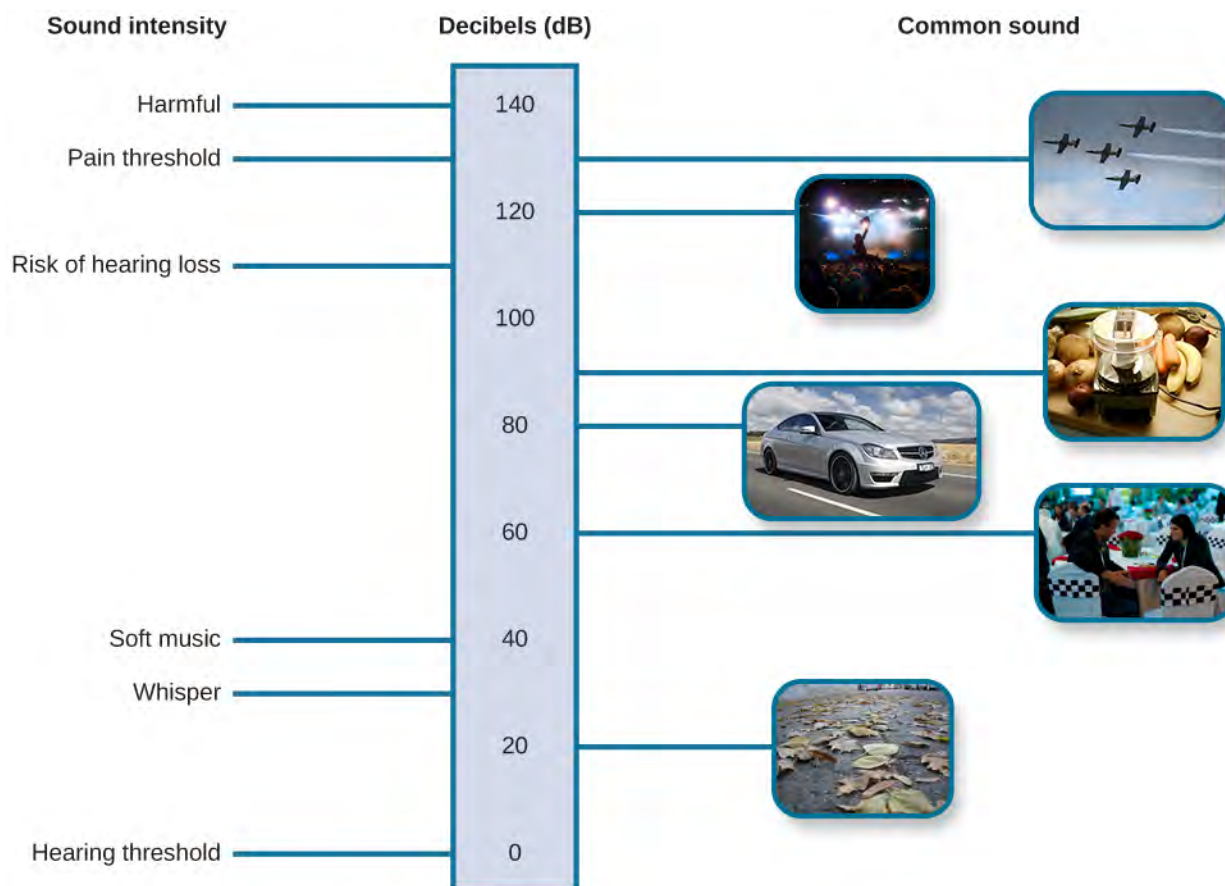 Sound intensity
Decibels (dB)
Common sound
Harmful
140
Pain threshold
120
Risk of hearing loss
100
80
60
Soft music
40
Whisper
20
Hearing threshold
0